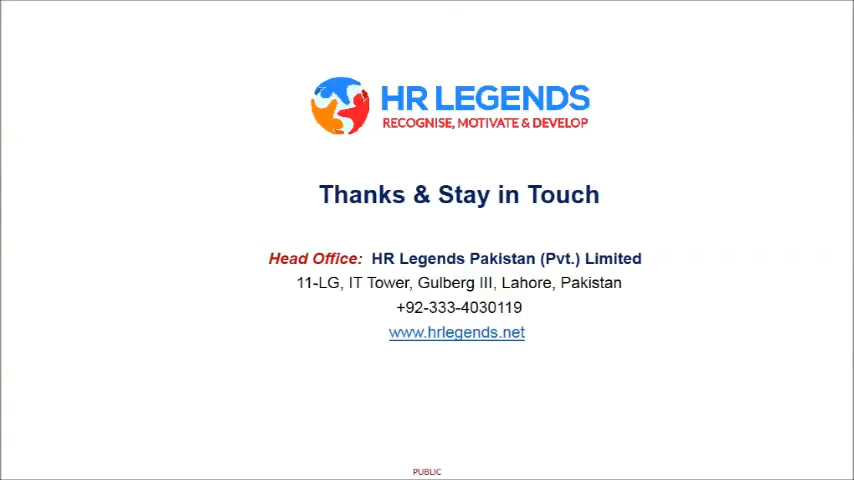 HR LEGENDS
RECOGNISE, MOTIVATE & DEVELOP
Thanks & Stay in Touch
Head Office: HR Legends Pakistan (Pvt.) Limited
11-LG, IT Tower, Gulberg III, Lahore, Pakistan
+92-333-4030119
www.hrlegends.net
PUBLIC